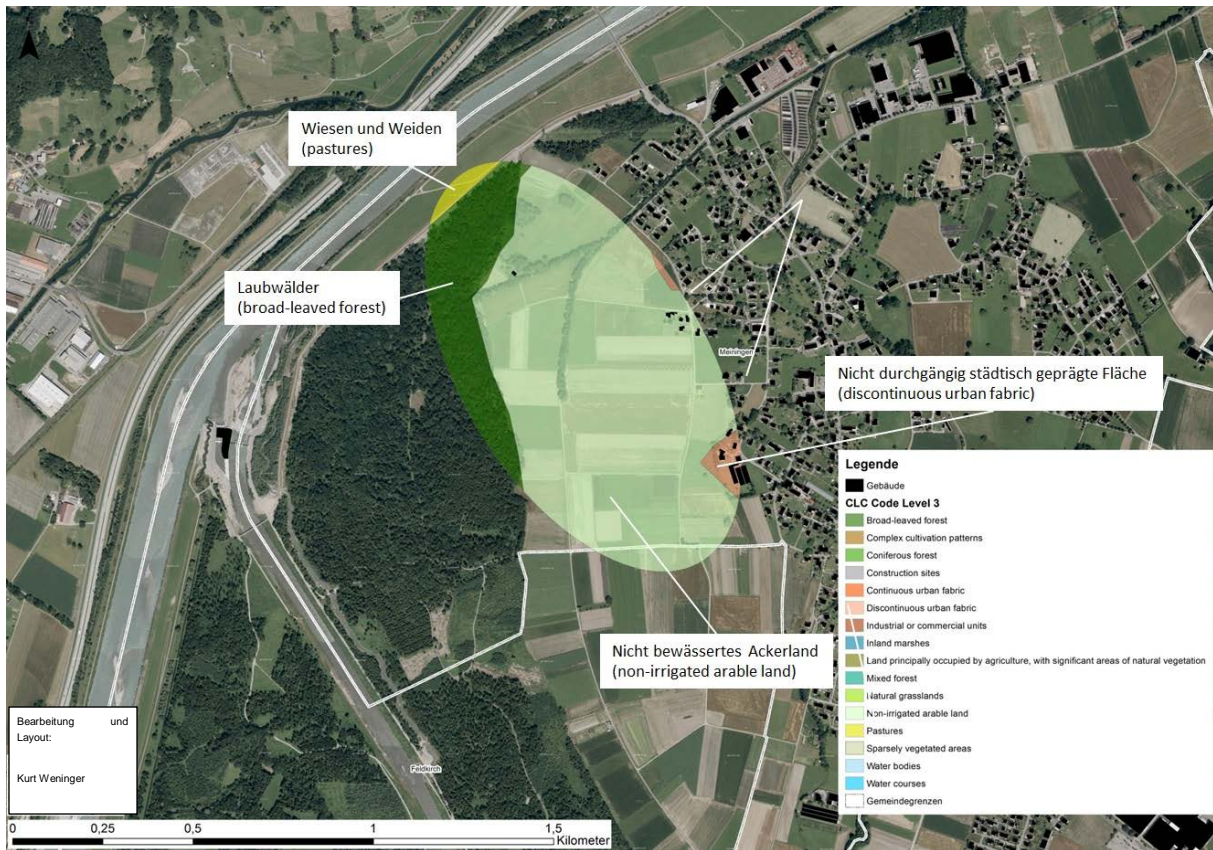 Wiesen und Weiden
(pastures)
Laubwälder
(broad-leaved forest)
Meiningen
Nicht durchgängig städtisch geprägte Fläche
(discontinuous urban fabric)
Nicht bewässertes Ackerland
(non-irrigated arable land)
Feldkirch
Legende
Gebäude
CLC Code Level 3
Broad-leaved forest
Complex cultivation patterns
Coniferous forest
Construction sites
Continuous urban fabric
Discontinuous urban fabric
Industrial or commercial units
Inland marshes
Land principally occupied by agriculture, with significant areas of natural vegetation
Mixed forest
Natural grasslands
Non-irrigated arable land
Pastures
Sparsely vegetated areas
Water bodies
Water courses
Gemeindegrenzen
Bearbeitung und
Layout:
Kurt Weninger
0 0,25 0,5 1 1,5
Kilometer